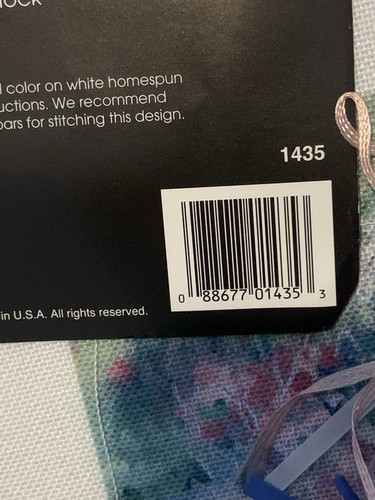 l color on white homespun
uctions. We recommend
bars for stitching this design.
1435
0 88677 01435 3
in U.S.A. All rights reserved.